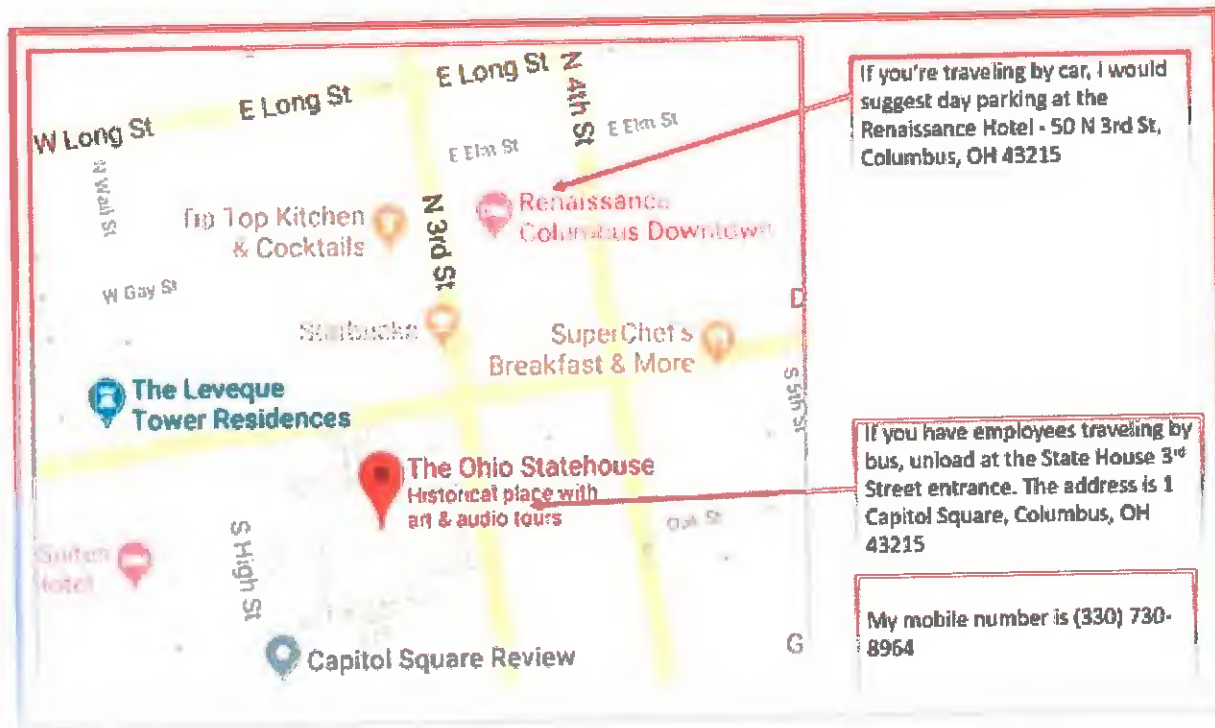 E Long St
N 4th St
E Long St
W Long St
E Elm St
E Elm St
W Wall St
N 3rd St
Tip Top Kitchen
& Cocktails
Renaissance
Columbus Downtown
W Gay St
Starbucks
SuperChef's
Breakfast & More
D
S 5th St
The Leveque
Tower Residences
The Ohio Statehouse
Historical place with
art & audio tours
Oak St
S High St
Suites
Hotel
Capitol Square Review
G
If you're traveling by car, I would
suggest day parking at the
Renaissance Hotel - 50 N 3rd St,
Columbus, OH 43215
If you have employees traveling by
bus, unload at the State House 3rd
Street entrance. The address is 1
Capitol Square, Columbus, OH
43215
My mobile number is (330) 730-
8964